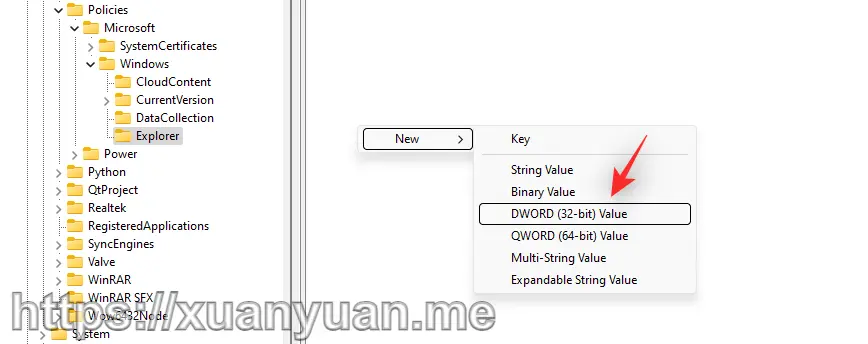 Policies
Microsoft
SystemCertificates
Windows
CloudContent
CurrentVersion
DataCollection
Explorer
Power
Python
QtProject
Realtek
RegisteredApplications
SyncEngines
Valve
WinRAR
WinRAR SFX
Wow6432Node
System
New
Key
String Value
Binary Value
DWORD (32-bit) Value
QWORD (64-bit) Value
Multi-String Value
Expandable String Value
https://xuanyuan.me